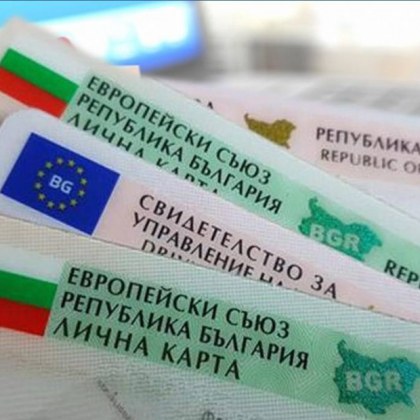 ЕВРОПЕЙСКИ СЪЮЗ
РЕПУБЛИКА БЪЛГАРИЯ
ЛИЧНА КАРТА
BGR
РЕПУБЛИКА
REPUBLIC OF
BG
СВИДЕТЕЛСТВО ЗА
УПРАВЛЕНИЕ НА
РЕП
ЕВРОПЕЙСКИ СЪЮЗ
РЕПУБЛИКА БЪЛГАРИЯ
ЛИЧНА КАРТА
BGR